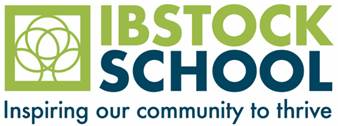 IBSTOCK
SCHOOL
Inspiring our community to thrive